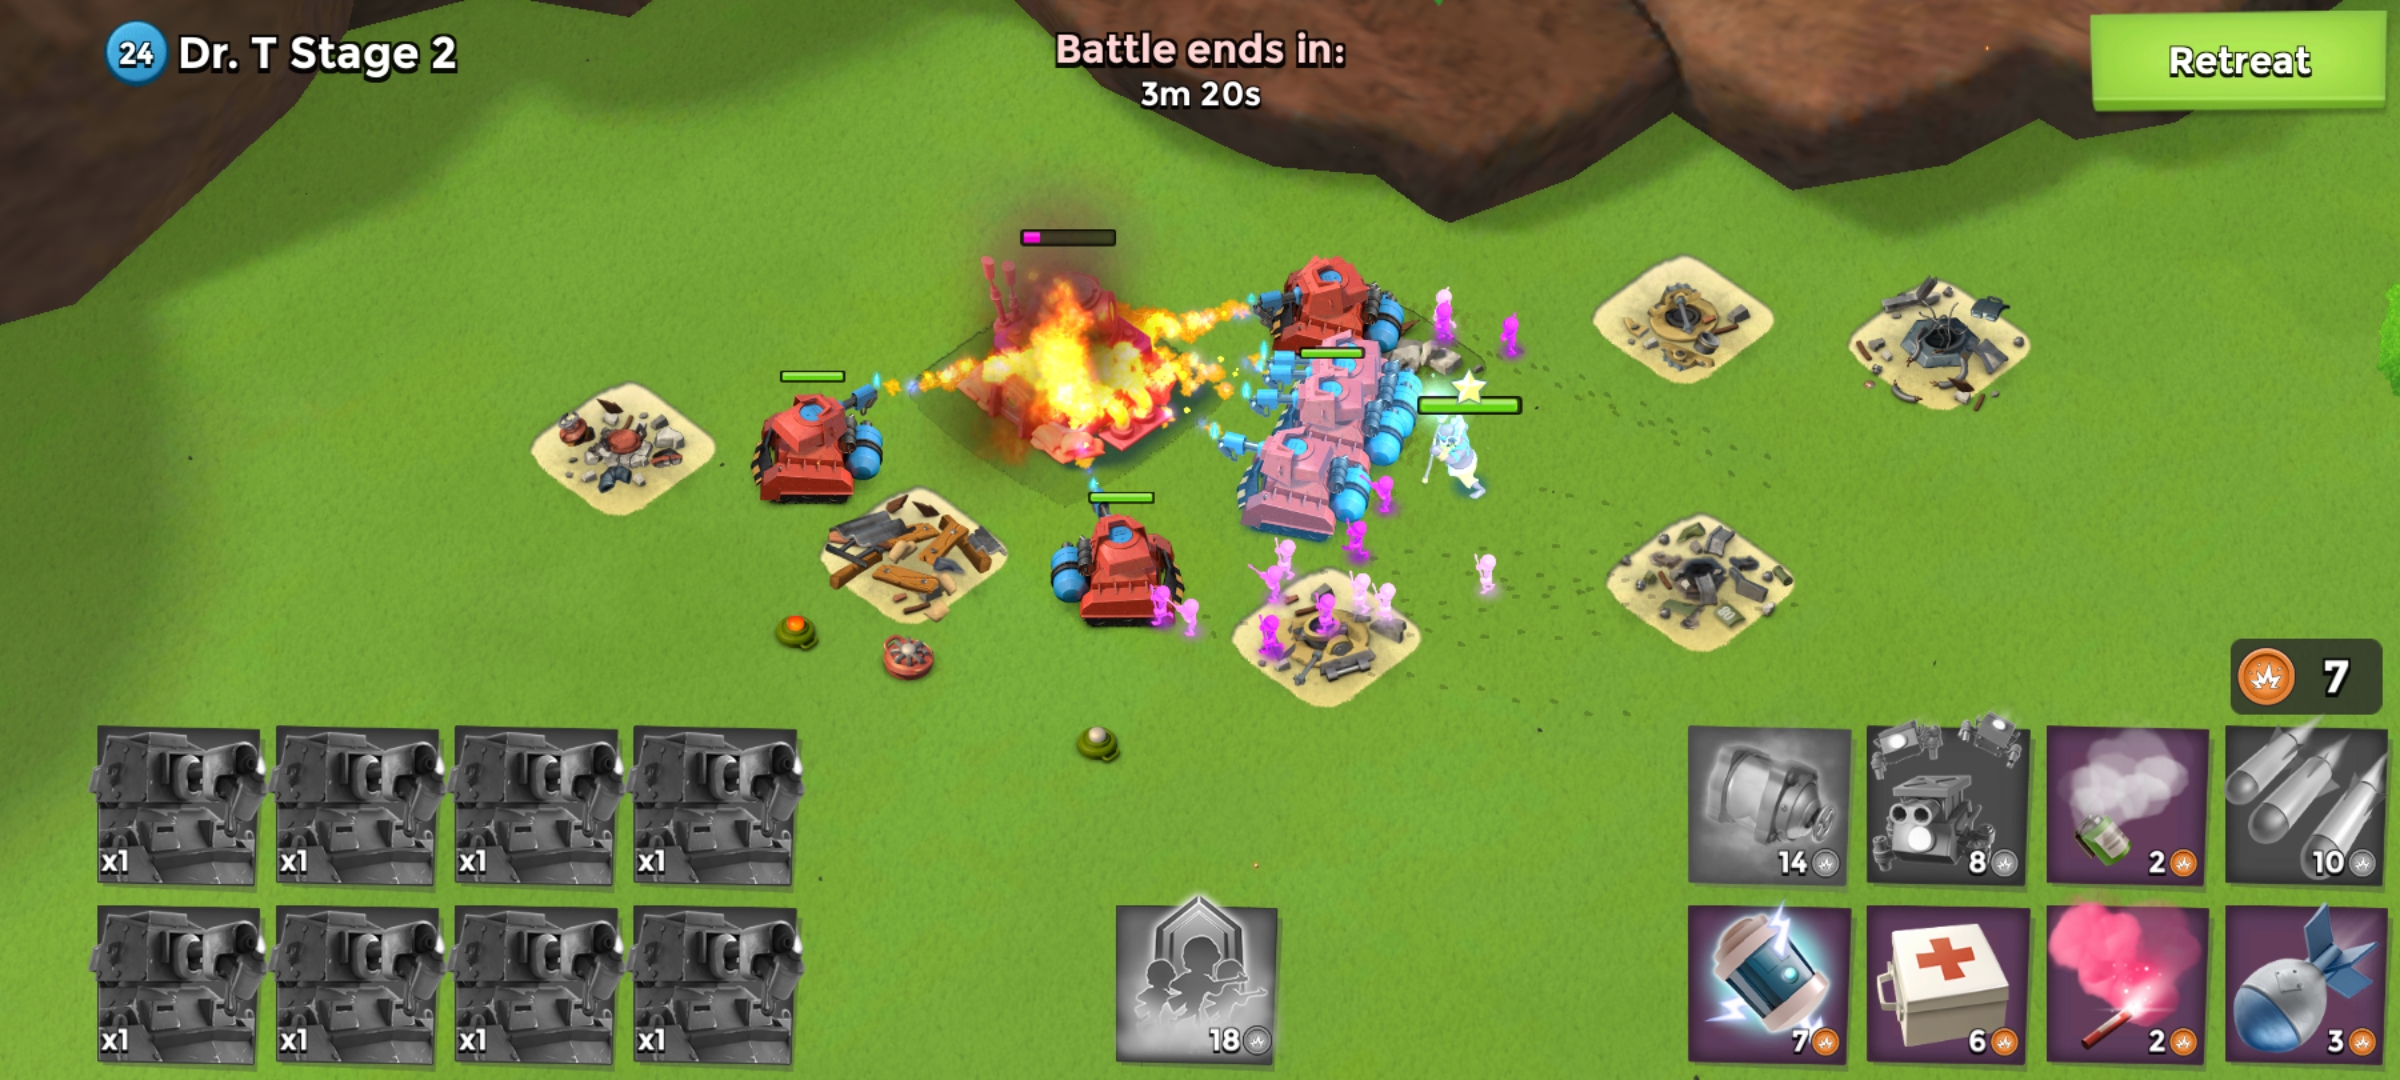 24 Dr. T Stage 2
Battle ends in:
3m 20s
Retreat
7
x1 x1 x1 x1
14 8 2 10
x1 x1 x1 x1
18
7 6 2 3